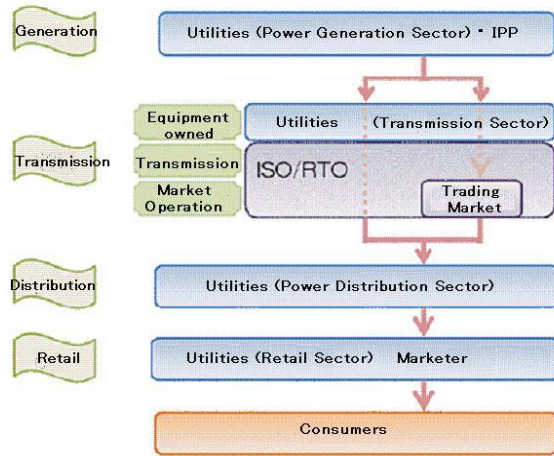 Generation
Utilities (Power Generation Sector)・IPP
Equipment
owned
Utilities (Transmission Sector)
Transmission
Transmission
ISO/RTO
Market
Operation
Trading
Market
Distribution
Utilities (Power Distribution Sector)
Retail
Utilities (Retail Sector) Marketer
Consumers